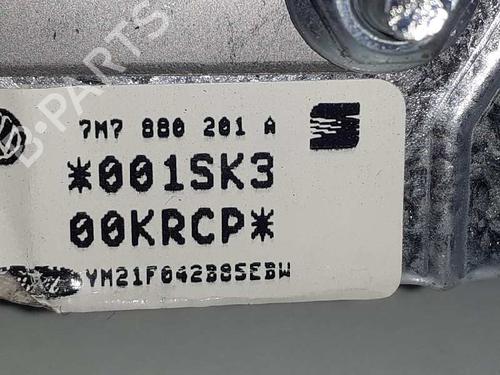 B-PARTS
7M7 880 201 A
*001SK3
00KRCP*
YM21F042B85EBW